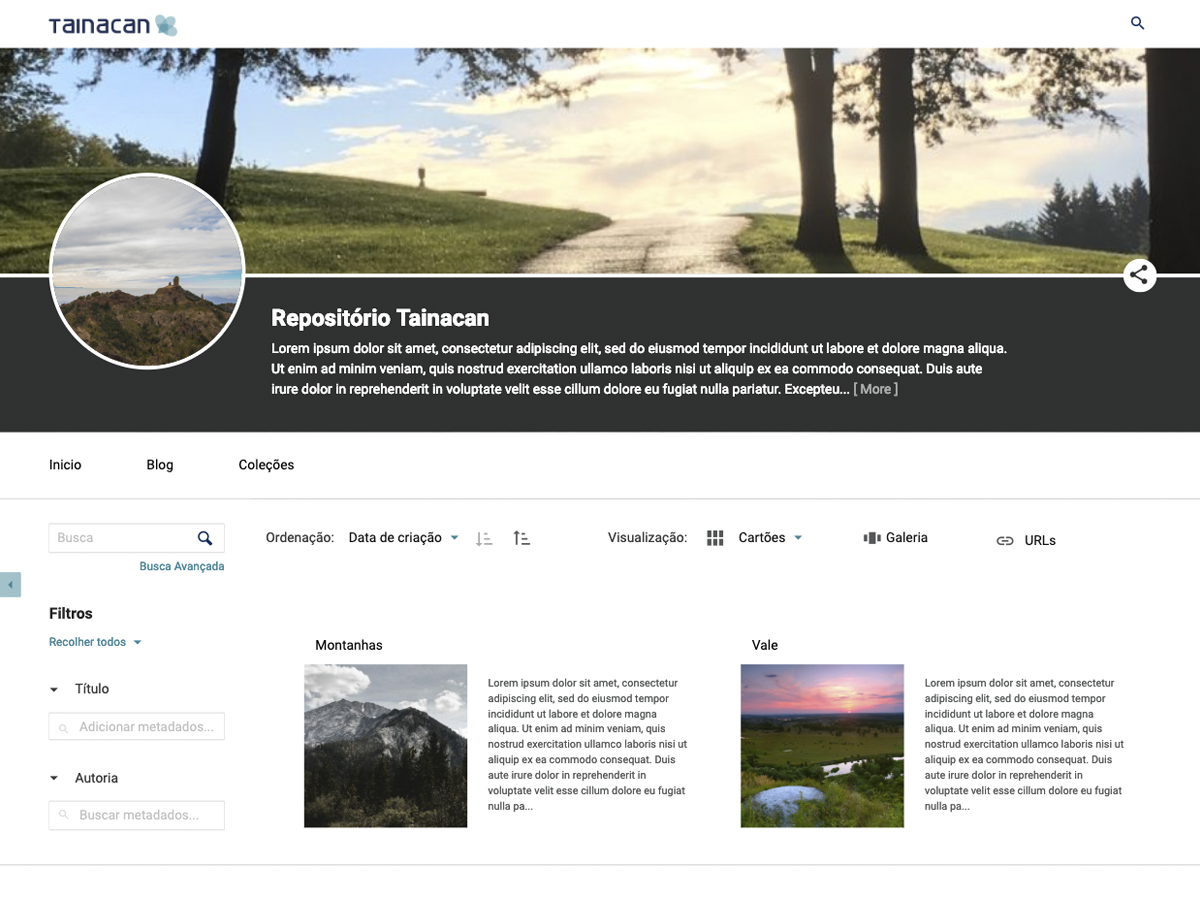 Tainacan
Repositório Tainacan
Lorem ipsum dolor sit amet, consectetur adipiscing elit, sed do eiusmod tempor incididunt ut labore et dolore magna aliqua.
Ut enim ad minim veniam, quis nostrud exercitation ullamco laboris nisi ut aliquip ex ea commodo consequat. Duis aute
irure dolor in reprehenderit in voluptate velit esse cillum dolore eu fugiat nulla pariatur. Excepteu... [ More ]
Inicio Blog Coleções
Busca
Busca Avançada
Ordenação: Data de criação Visualização: Cartões Galeria URLs
Filtros
Recolher todos
Título
Adicionar metadados...
Autoria
Buscar metadados...
Montanhas
Lorem ipsum dolor sit amet, consectetur
adipiscing elit, sed do eiusmod tempor
incididunt ut labore et dolore magna
aliqua. Ut enim ad minim veniam, quis
nostrud exercitation ullamco laboris nisi ut
aliquip ex ea commodo consequat. Duis
aute irure dolor in reprehenderit in
voluptate velit esse cillum dolore eu fugiat
nulla pa...
Vale
Lorem ipsum dolor sit amet, consectetur
adipiscing elit, sed do eiusmod tempor
incididunt ut labore et dolore magna
aliqua. Ut enim ad minim veniam, quis
nostrud exercitation ullamco laboris nisi ut
aliquip ex ea commodo consequat. Duis
aute irure dolor in reprehenderit in
voluptate velit esse cillum dolore eu fugiat
nulla pa...